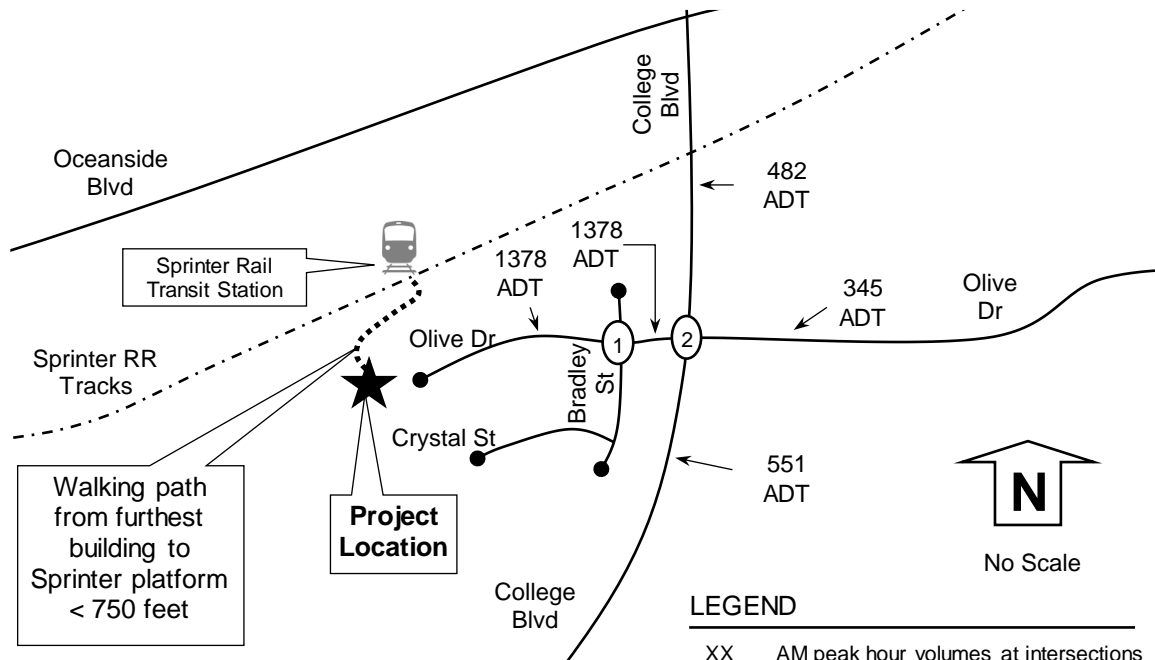 College
Blvd
Oceanside
Blvd
482
ADT
1378
ADT
1378
ADT
Sprinter Rail
Transit Station
345
ADT
Olive
Dr
Olive Dr
1
2
Sprinter RR
Tracks
Bradley
St
Crystal St
551
ADT
Walking path
from furthest
building to
Sprinter platform
< 750 feet
Project
Location
N
No Scale
College
Blvd
LEGEND
XX AM peak hour volumes at intersections